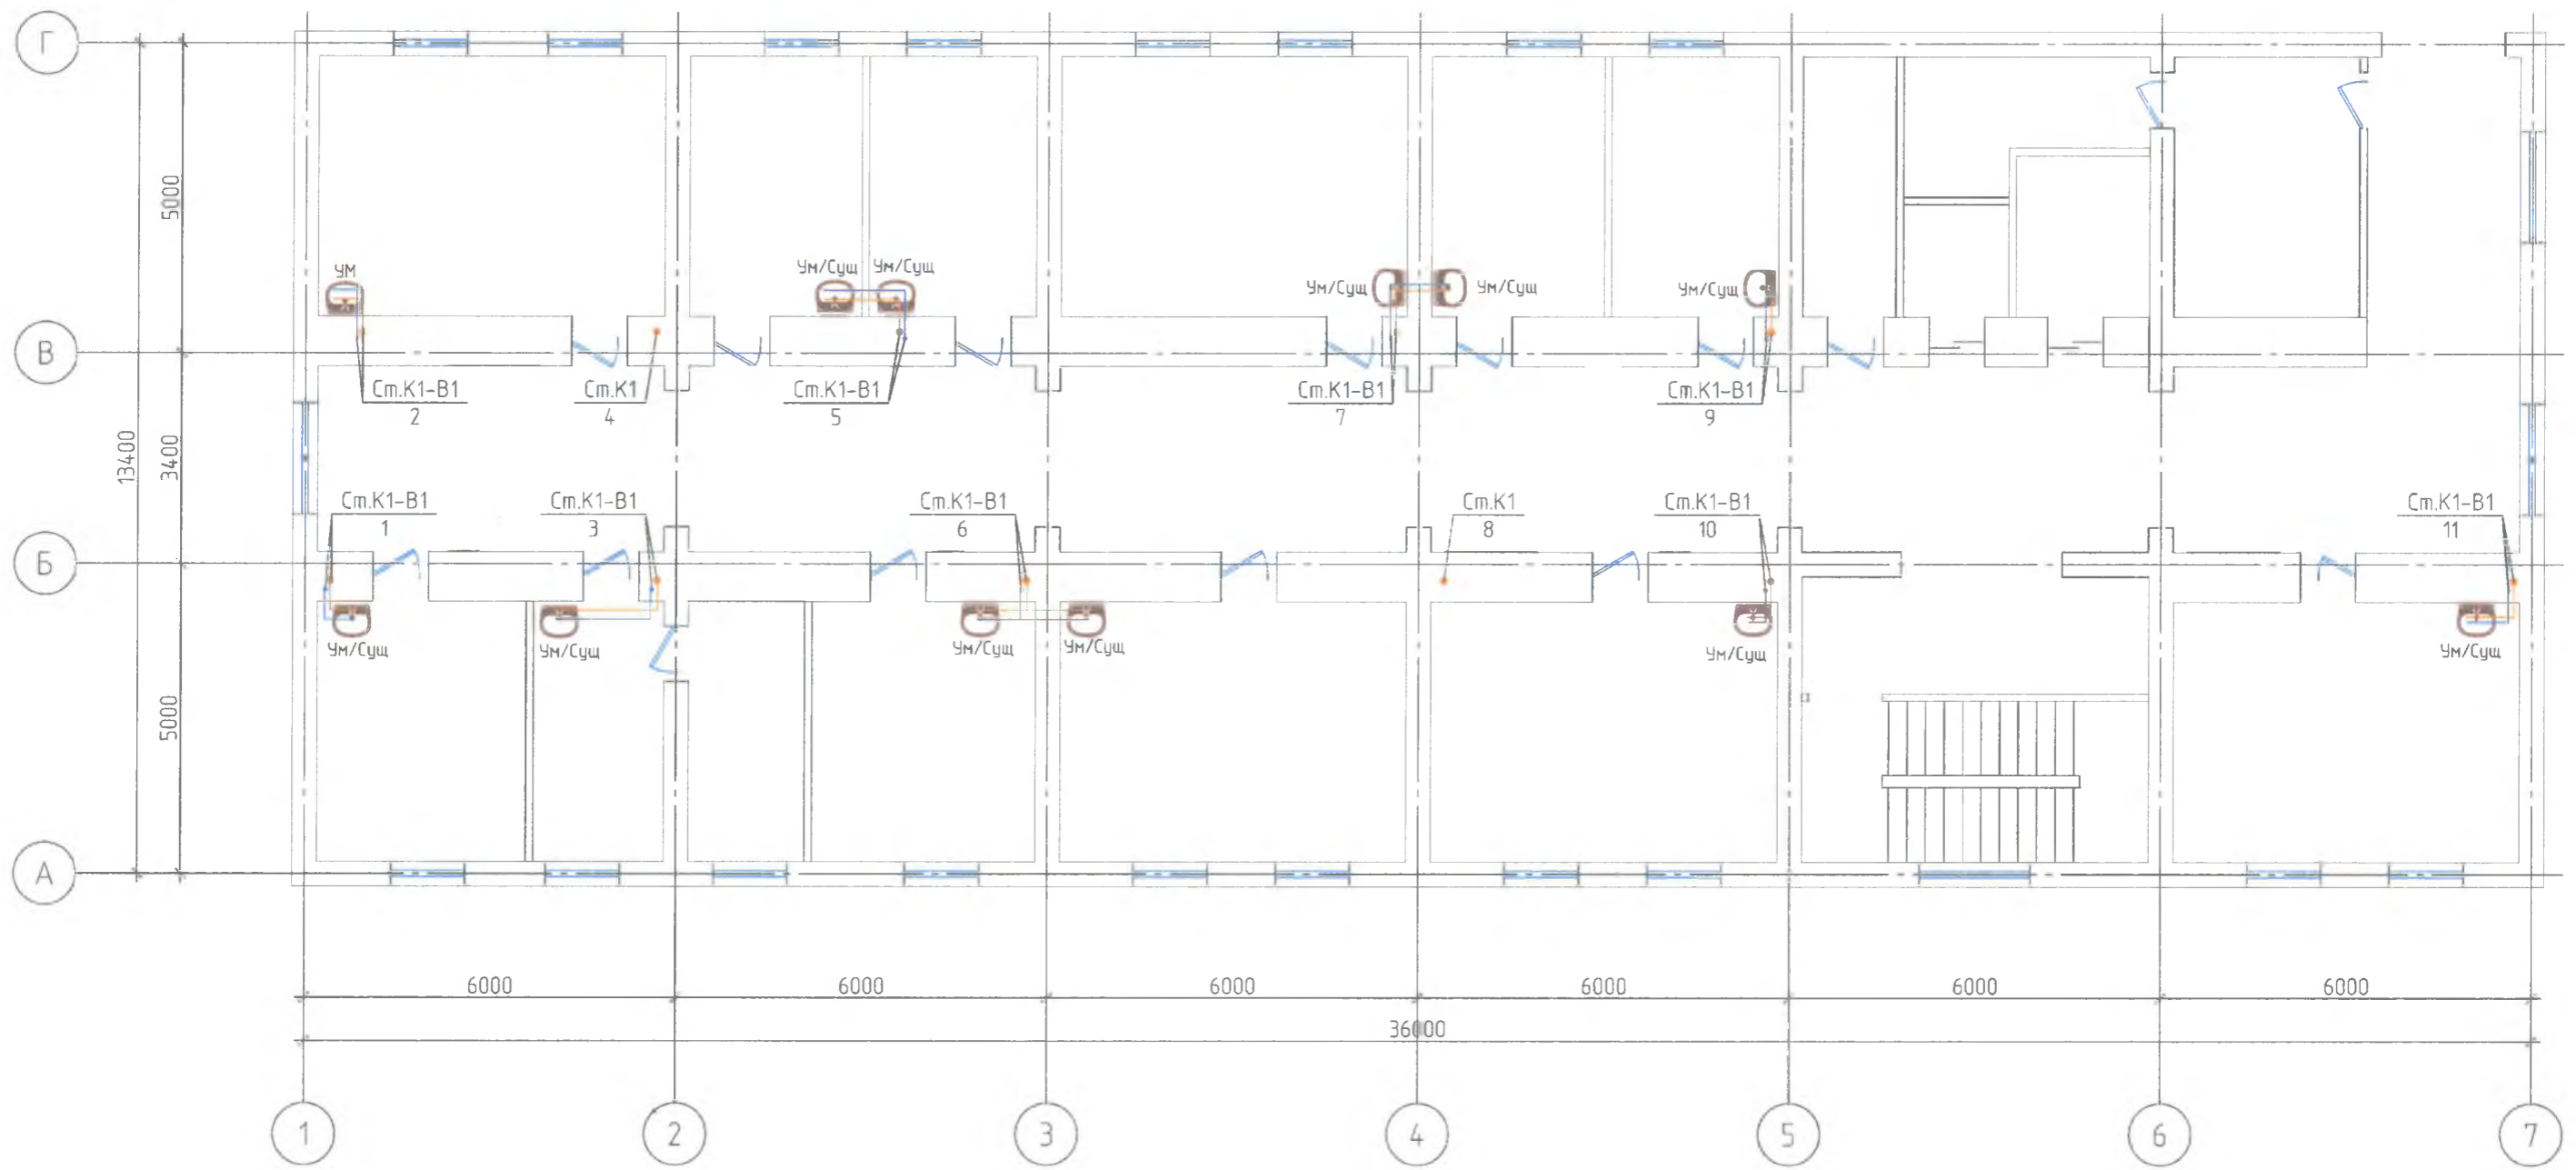 Г
5000
Ум
Ум/Сущ Ум/Сущ
Ум/Сущ
Ум/Сущ
Ум/Сущ
В
Ст.К1-В1
2
Ст.К1
4
Ст.К1-В1
5
Ст.К1-В1
7
Ст.К1-В1
9
13400
3400
Ст.К1-В1
1
Ст.К1-В1
3
Ст.К1-В1
6
Ст.К1
8
Ст.К1-В1
10
Ст.К1-В1
11
Б
Ум/Сущ
Ум/Сущ
Ум/Сущ
Ум/Сущ
Ум/Сущ
Ум/Сущ
5000
А
6000
6000
6000
6000
6000
6000
36000
1
2
3
4
5
6
7